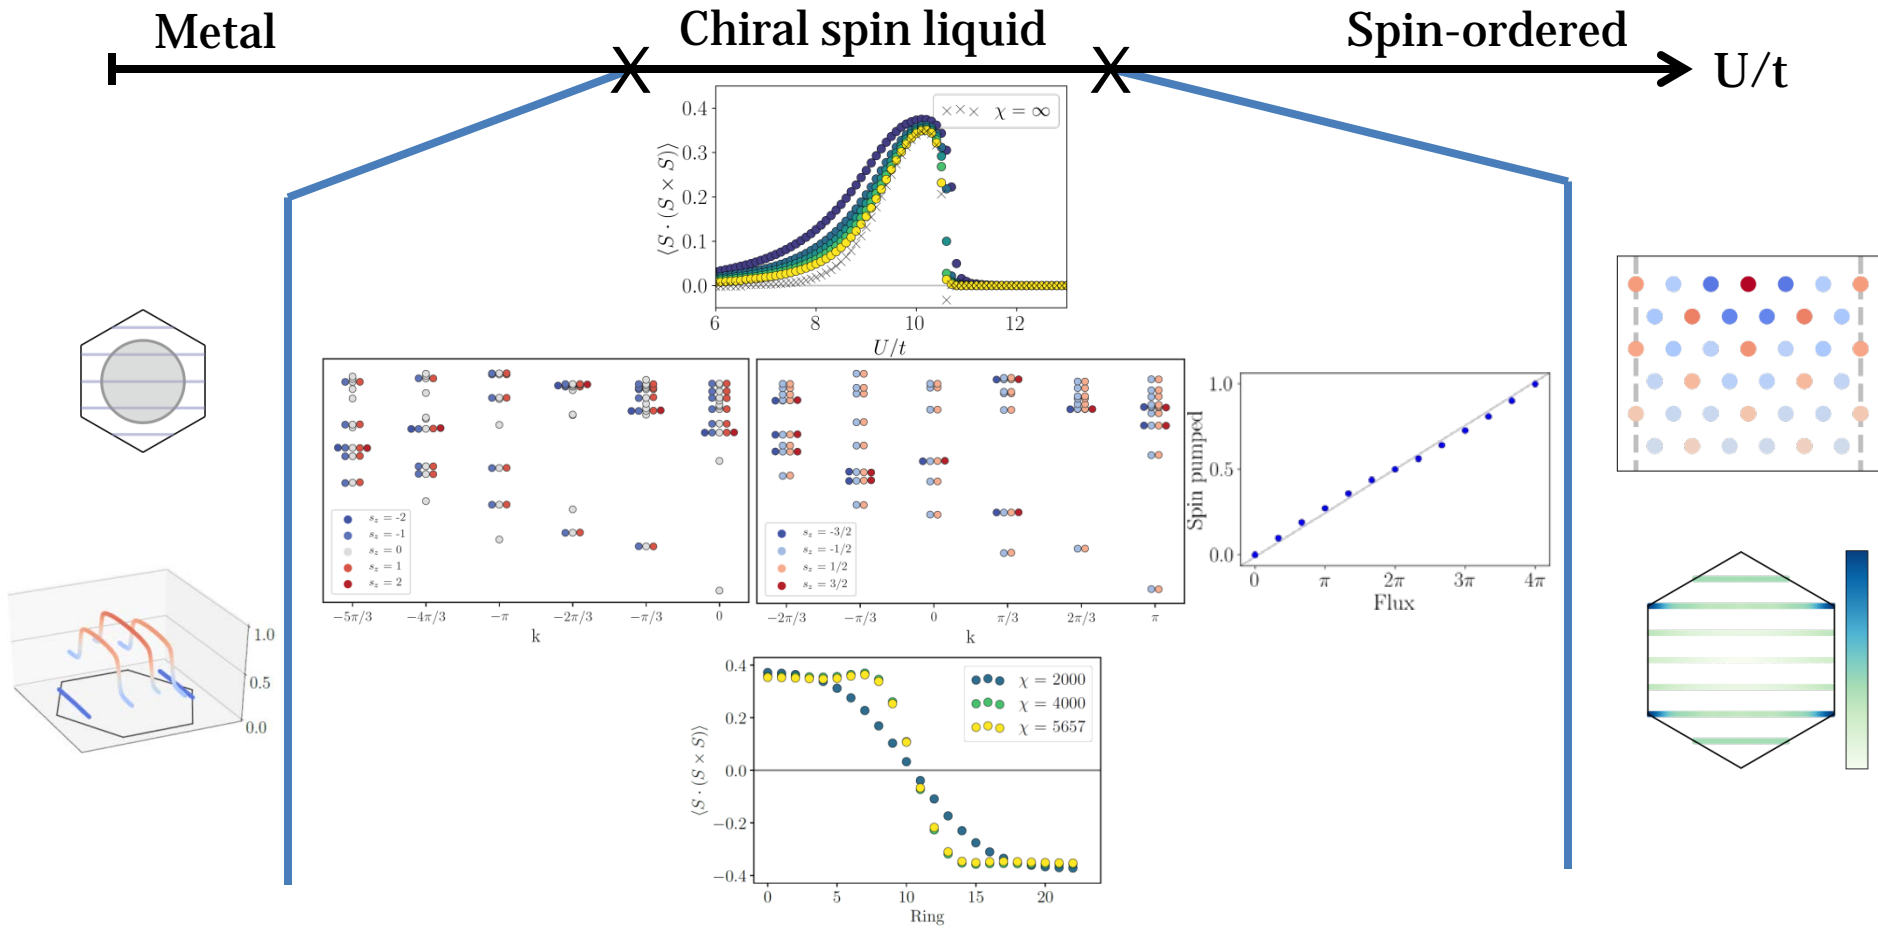 Metal
Chiral spin liquid
Spin-ordered
U/t
0.4
0.3
0.2
0.1
0.0
⟨S · (S × S)⟩
χ = ∞
6
8
10
12
U/t
s_z = -2
s_z = -1
s_z = 0
s_z = 1
s_z = 2
−5π/3
−4π/3
−π
−2π/3
−π/3
0
k
s_z = -3/2
s_z = -1/2
s_z = 1/2
s_z = 3/2
−2π/3
−π/3
0
π/3
2π/3
π
k
Spin pumped
1.0
0.5
0.0
0
π
2π
3π
4π
Flux
1.0
0.5
0.0
⟨S · (S × S)⟩
0.4
0.2
0.0
−0.2
−0.4
χ = 2000
χ = 4000
χ = 5657
0
5
10
15
20
Ring